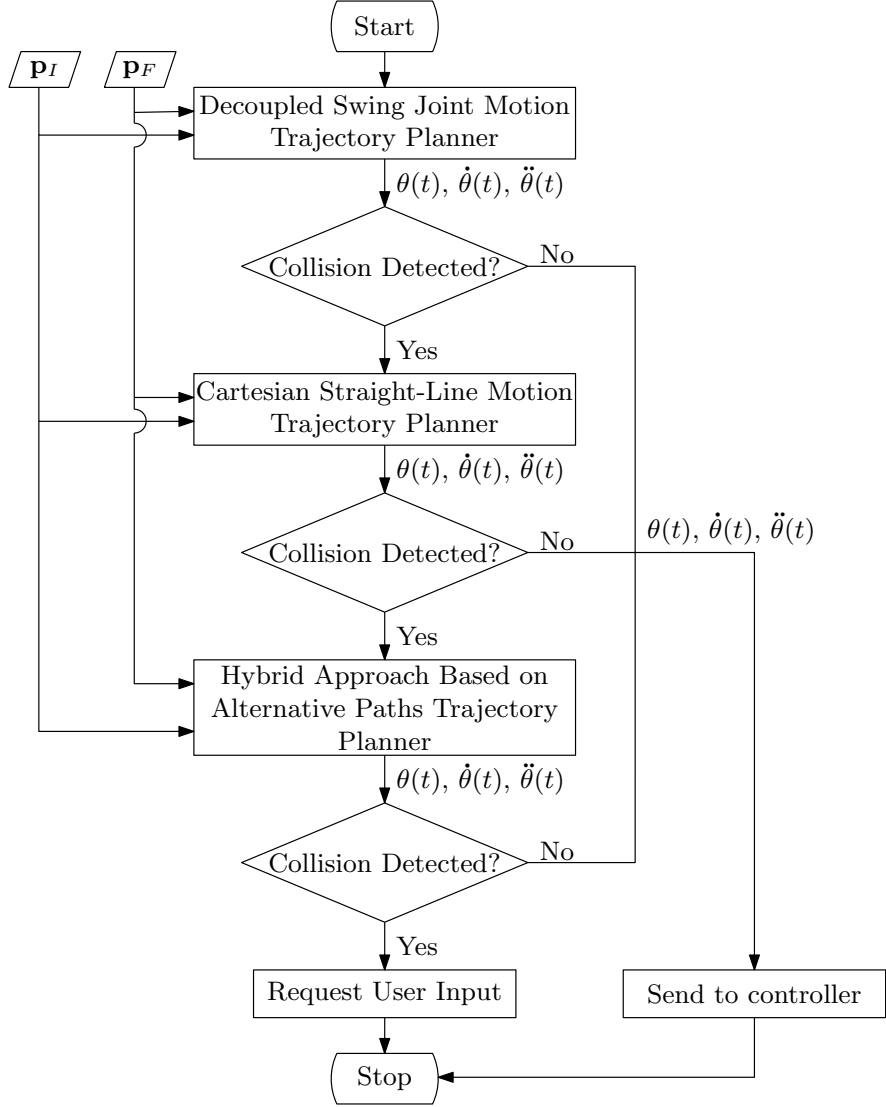 Start
𝐩_I
𝐩_F
Decoupled Swing Joint Motion
Trajectory Planner
θ(t), θ̇(t), θ̈(t)
Collision Detected?
No
Yes
Cartesian Straight-Line Motion
Trajectory Planner
θ(t), θ̇(t), θ̈(t)
Collision Detected?
No
θ(t), θ̇(t), θ̈(t)
Yes
Hybrid Approach Based on
Alternative Paths Trajectory
Planner
θ(t), θ̇(t), θ̈(t)
Collision Detected?
No
Yes
Request User Input
Send to controller
Stop